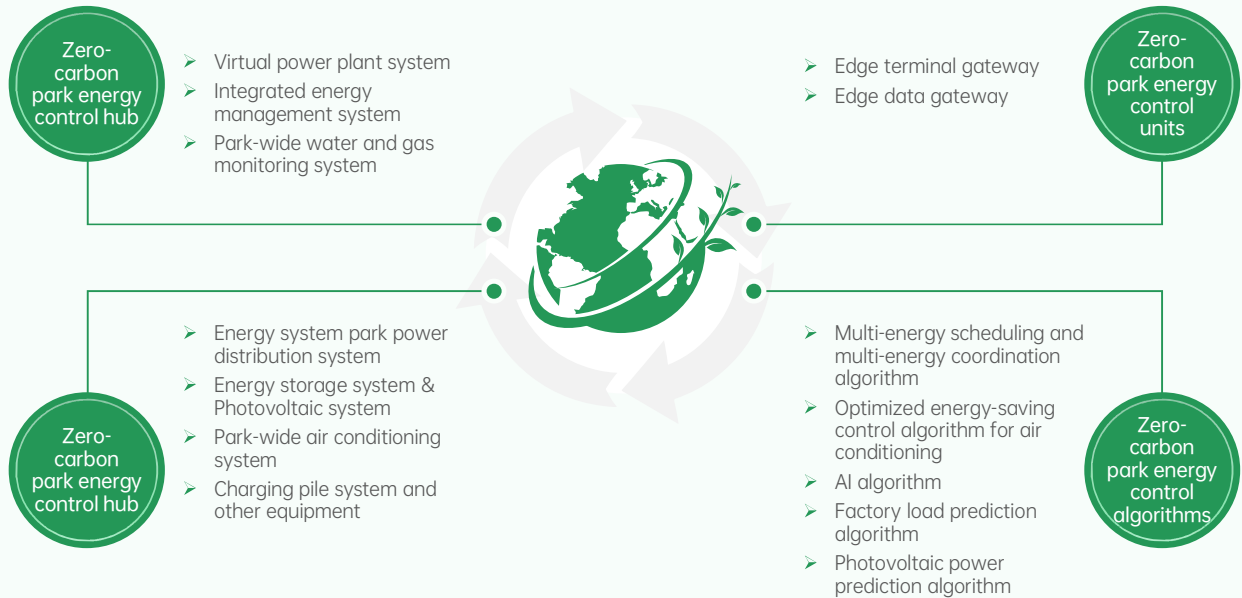 Zero-
carbon
park energy
control hub
➢ Virtual power plant system
➢ Integrated energy
management system
➢ Park-wide water and gas
monitoring system
➢ Edge terminal gateway
➢ Edge data gateway
Zero-
carbon
park energy
control
units
Zero-
carbon
park energy
control hub
➢ Energy system park power
distribution system
➢ Energy storage system &
Photovoltaic system
➢ Park-wide air conditioning
system
➢ Charging pile system and
other equipment
➢ Multi-energy scheduling and
multi-energy coordination
algorithm
➢ Optimized energy-saving
control algorithm for air
conditioning
➢ AI algorithm
➢ Factory load prediction
algorithm
➢ Photovoltaic power
prediction algorithm
Zero-
carbon
park energy
control
algorithms